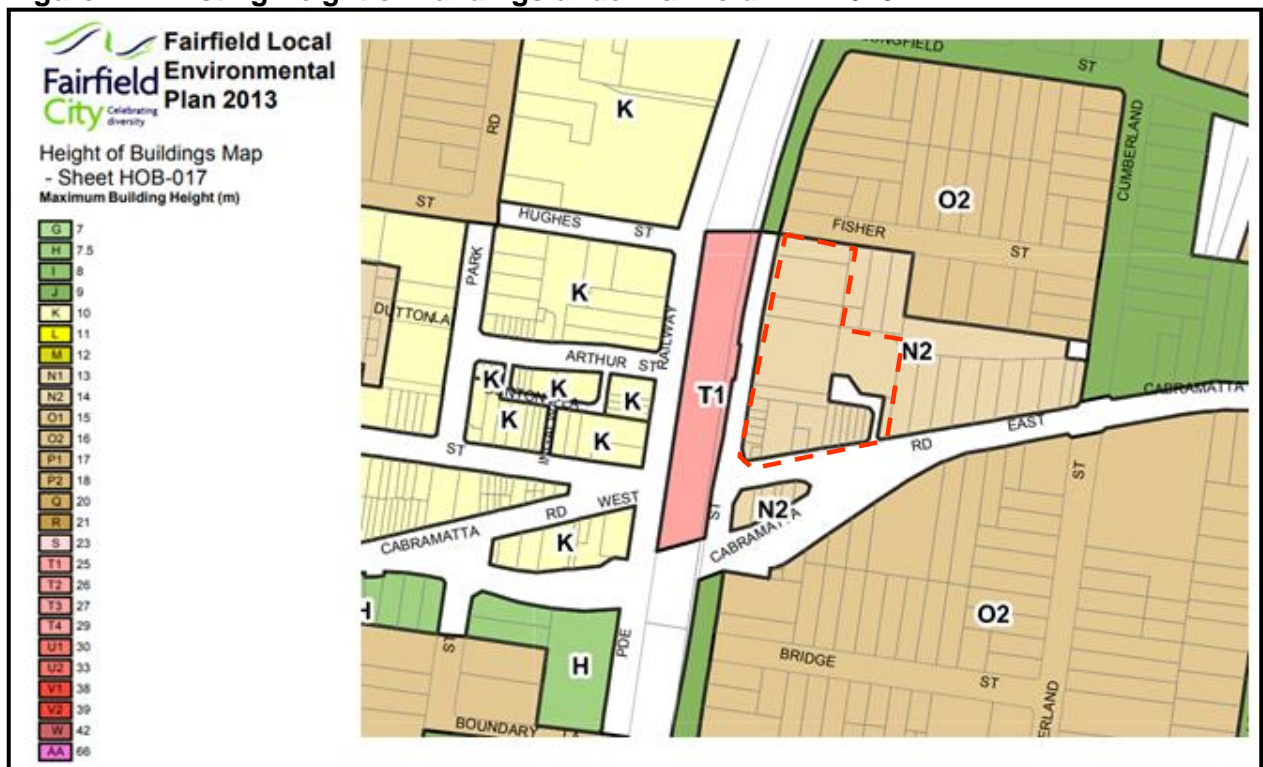 Fairfield City
Celebrating diversity
Fairfield Local
Environmental
Plan 2013
Height of Buildings Map
- Sheet HOB-017
Maximum Building Height (m)
G 7
H 7.5
I 8
J 9
K 10
L 11
M 12
N1 13
N2 14
O1 15
O2 16
P1 17
P2 18
Q 20
R 21
S 23
T1 25
T2 26
T3 27
T4 29
U1 30
U2 33
V1 38
V2 39
W 42
AA 66
ST
K
RD
CUMBERLAND
O2
ST
HUGHES
ST
FISHER
ST
PARK
K
DUTTON LA
RAILWAY
ARTHUR ST
N2
T1
K
K
K
K
K
CABRAMATTA
EAST
RD
ST
ST
WEST
RD
CABRAMATTA
K
N2
ST
CABRAMATTA
H
O2
H
PDE
ST
BRIDGE
ST
BOUNDARY